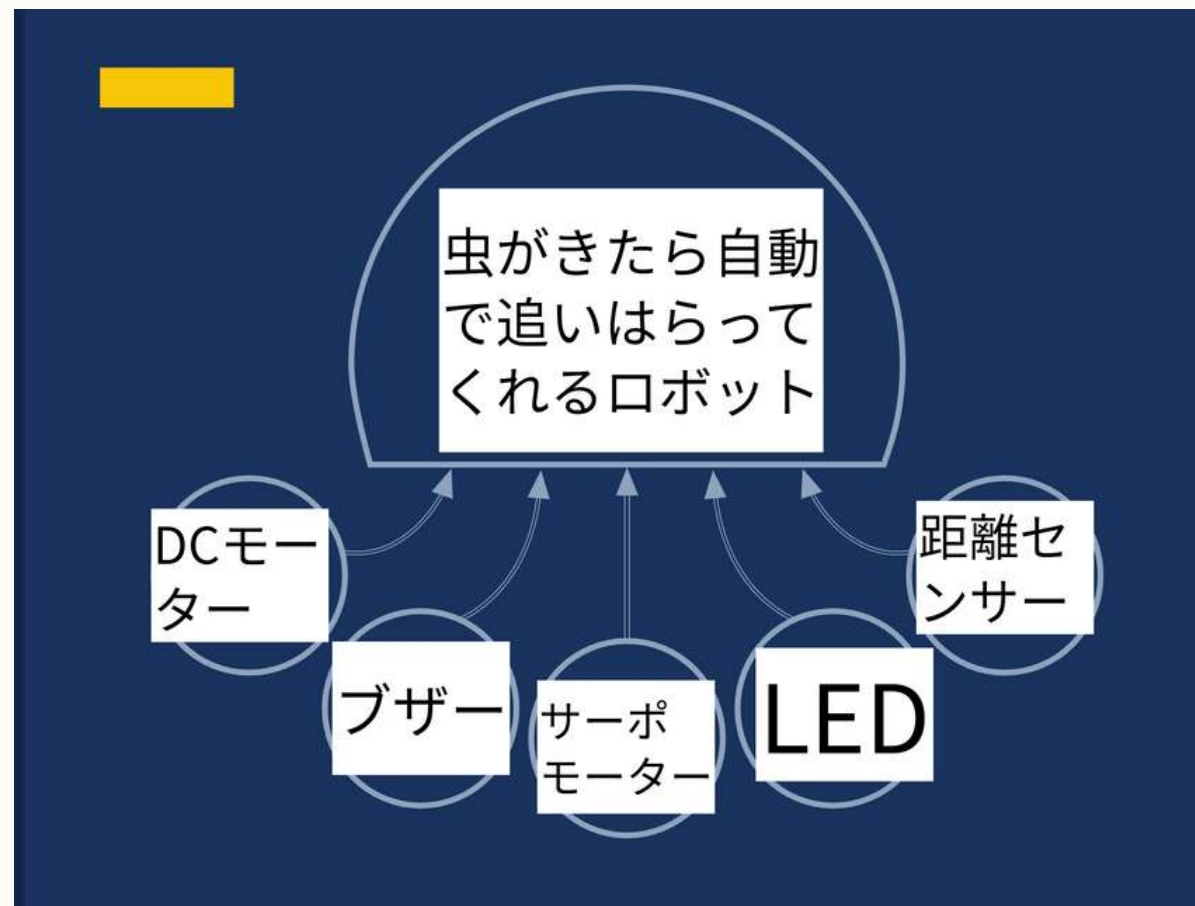 虫がきたら自動
で追いはらって
くれるロボット
DCモー
ター
ブザー
サーポ
モーター
LED
距離セ
ンサー